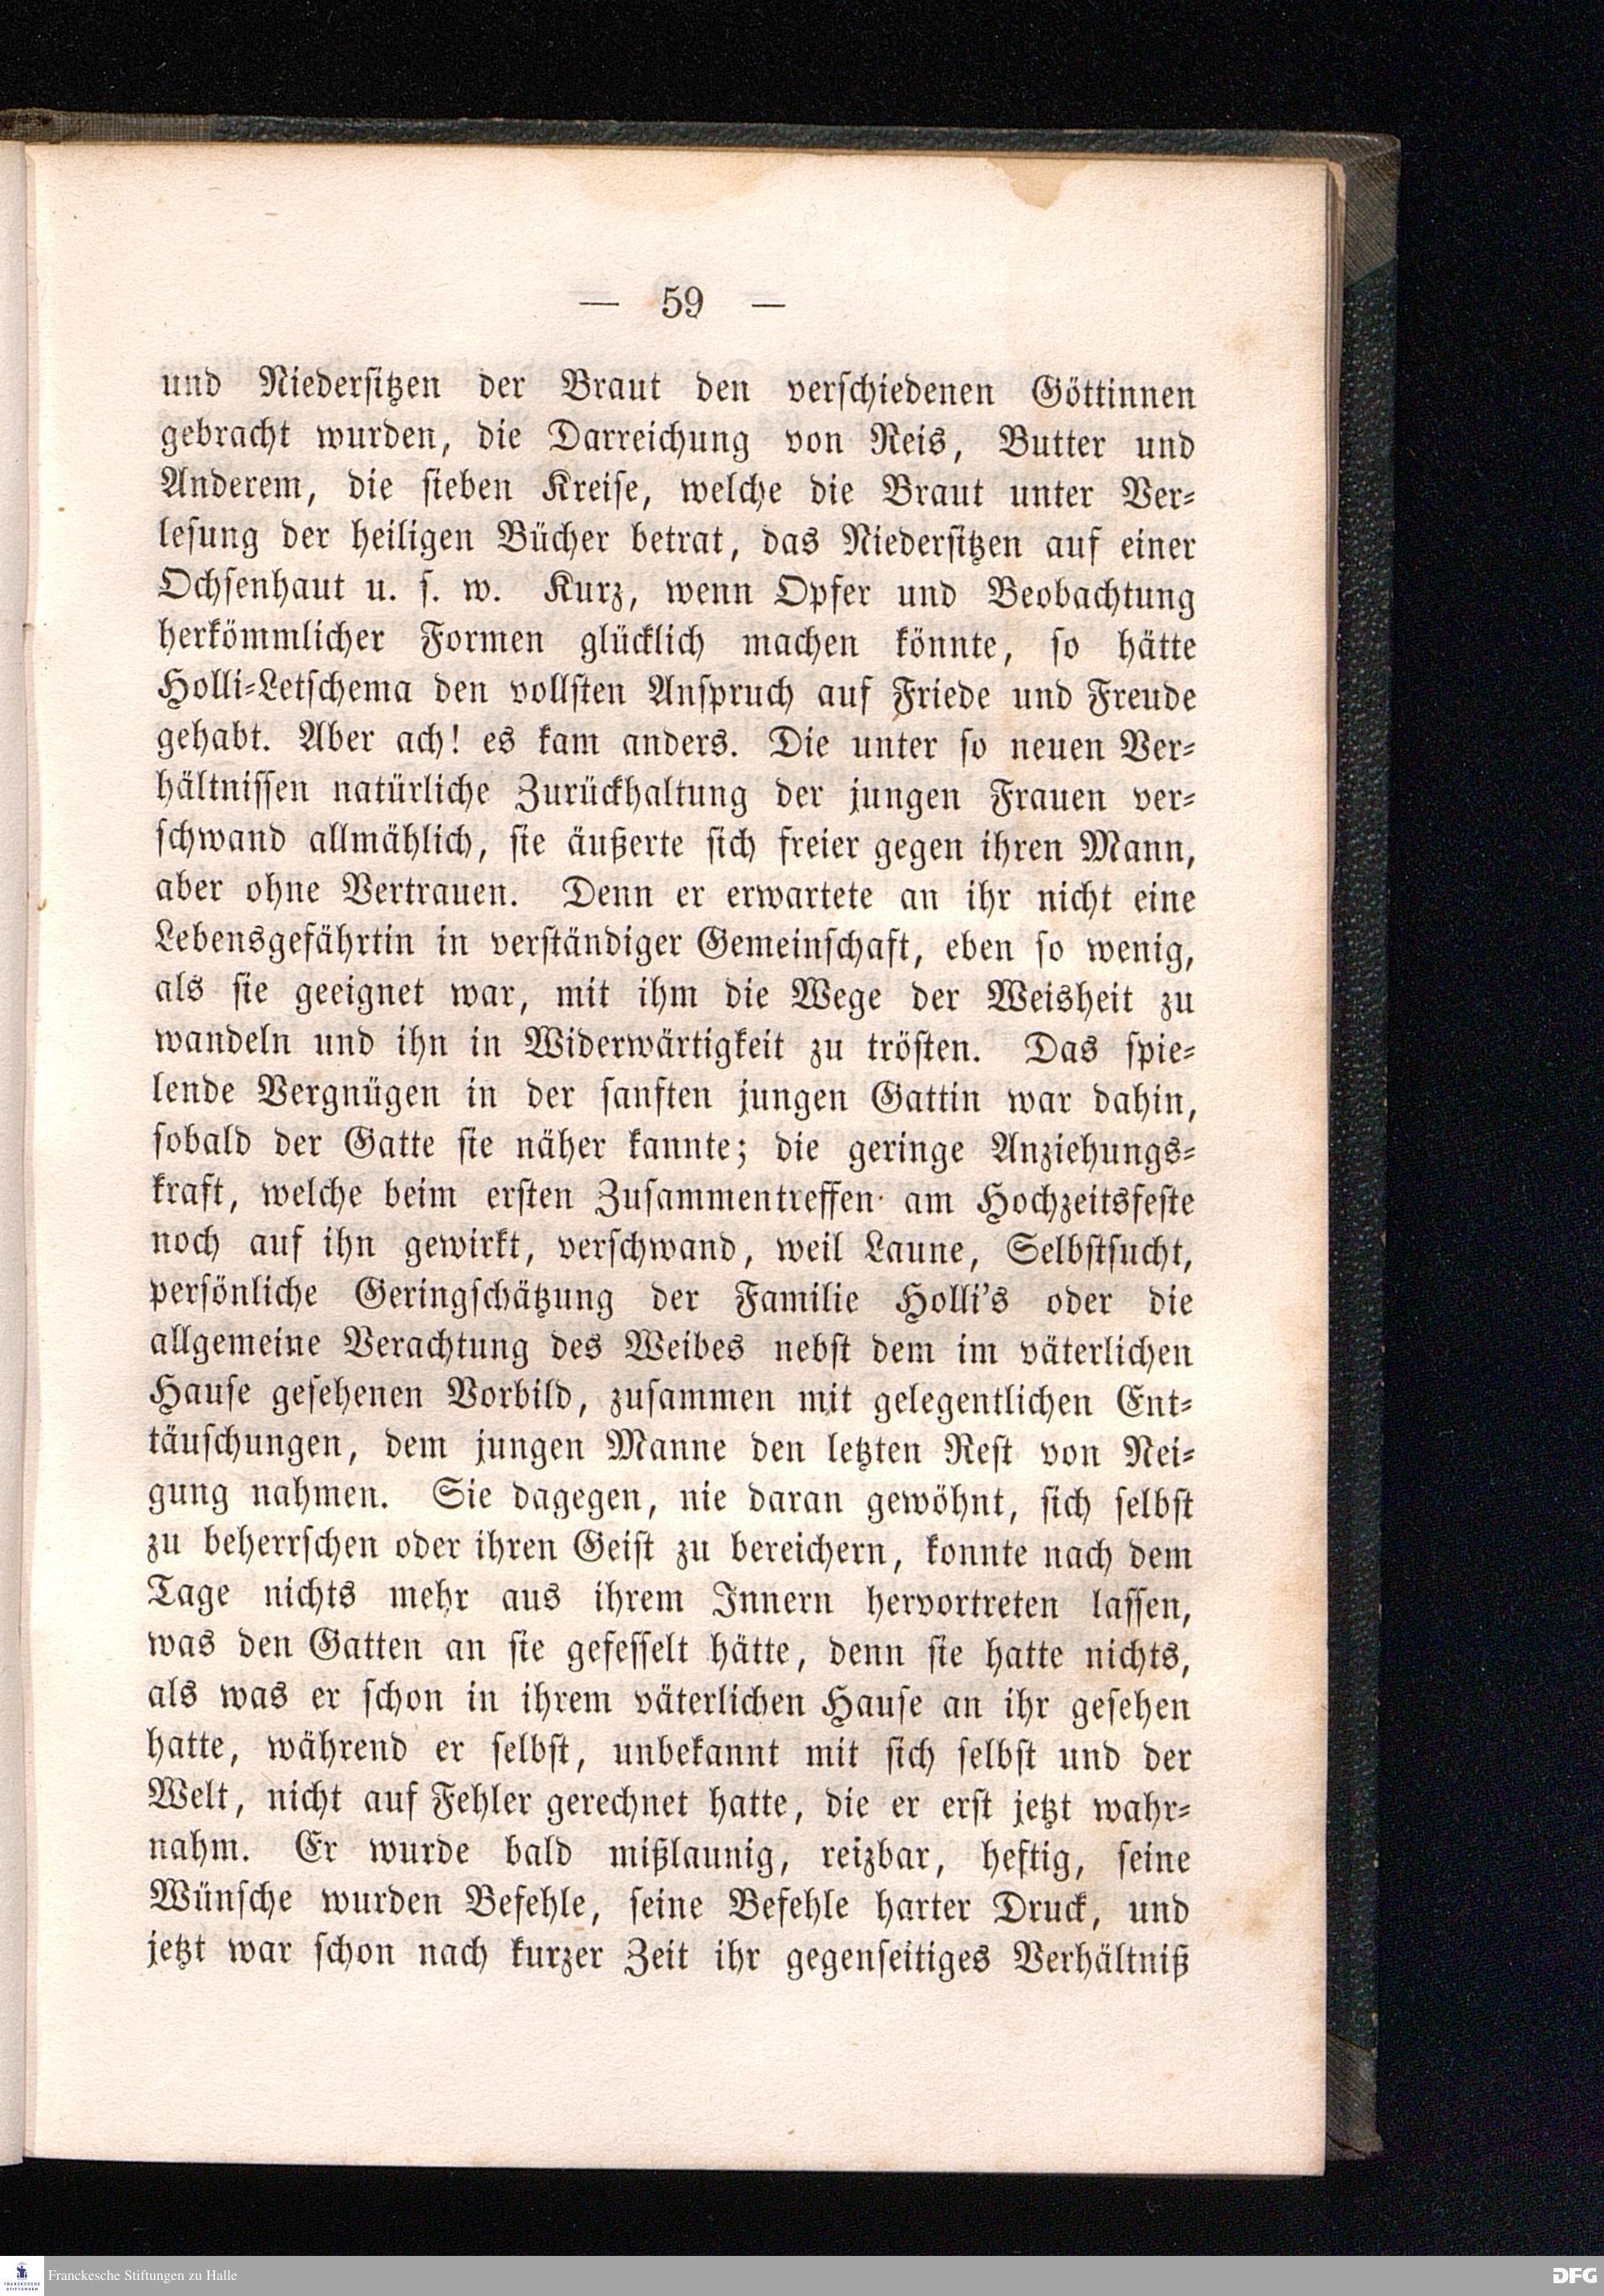 — 59 —
und Niedersitzen der Braut den verschiedenen Göttinnen
gebracht wurden, die Darreichung von Reis, Butter und
Anderem, die sieben Kreise, welche die Braut unter Ver-
lesung der heiligen Bücher betrat, das Niedersitzen auf einer
Ochsenhaut u. s. w. Kurz, wenn Opfer und Beobachtung
herkömmlicher Formen glücklich machen könnte, so hätte
Holli-Letschema den vollsten Anspruch auf Friede und Freude
gehabt. Aber ach! es kam anders. Die unter so neuen Ver-
hältnissen natürliche Zurückhaltung der jungen Frauen ver-
schwand allmählich, sie äußerte sich freier gegen ihren Mann,
aber ohne Vertrauen. Denn er erwartete an ihr nicht eine
Lebensgefährtin in verständiger Gemeinschaft, eben so wenig,
als sie geeignet war, mit ihm die Wege der Weisheit zu
wandeln und ihn in Widerwärtigkeit zu trösten. Das spie-
lende Vergnügen in der sanften jungen Gattin war dahin,
sobald der Gatte sie näher kannte; die geringe Anziehungs-
kraft, welche beim ersten Zusammentreffen am Hochzeitsfeste
noch auf ihn gewirkt, verschwand, weil Laune, Selbstsucht,
persönliche Geringschätzung der Familie Holli's oder die
allgemeine Verachtung des Weibes nebst dem im väterlichen
Hause gesehenen Vorbild, zusammen mit gelegentlichen Ent-
täuschungen, dem jungen Manne den letzten Rest von Nei-
gung nahmen. Sie dagegen, nie daran gewöhnt, sich selbst
zu beherrschen oder ihren Geist zu bereichern, konnte nach dem
Tage nichts mehr aus ihrem Innern hervortreten lassen,
was den Gatten an sie gefesselt hätte, denn sie hatte nichts,
als was er schon in ihrem väterlichen Hause an ihr gesehen
hatte, während er selbst, unbekannt mit sich selbst und der
Welt, nicht auf Fehler gerechnet hatte, die er erst jetzt wahr-
nahm. Er wurde bald mißlaunig, reizbar, heftig, seine
Wünsche wurden Befehle, seine Befehle harter Druck, und
jetzt war schon nach kurzer Zeit ihr gegenseitiges Verhältniß
FRANCKESCHE STIFTUNGEN
Franckesche Stiftungen zu Halle
DFG